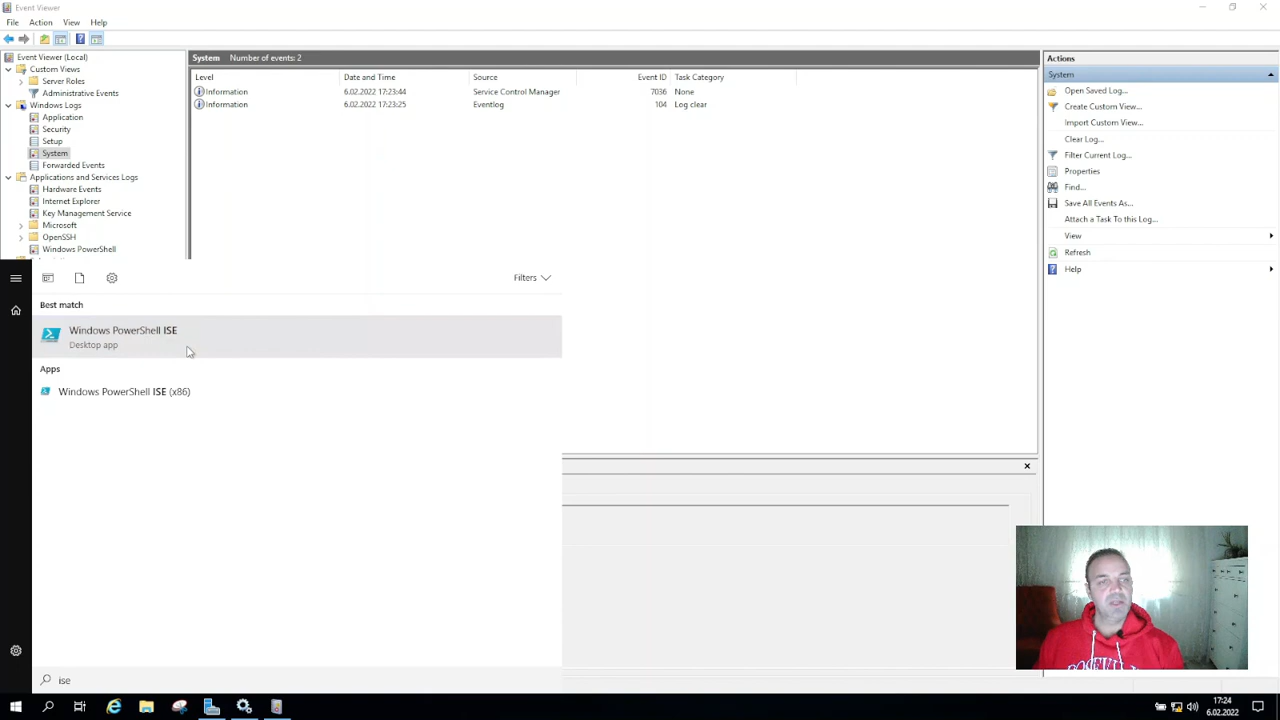 Event Viewer
File Action View Help
Event Viewer (Local)
Custom Views
Server Roles
Administrative Events
Windows Logs
Application
Security
Setup
System
Forwarded Events
Applications and Services Logs
Hardware Events
Internet Explorer
Key Management Service
Microsoft
OpenSSH
Windows PowerShell
System Number of events: 2
Level Date and Time Source Event ID Task Category
Information 6.02.2022 17:23:44 Service Control Manager 7036 None
Information 6.02.2022 17:23:25 Eventlog 104 Log clear
Actions
System
Open Saved Log...
Create Custom View...
Import Custom View...
Clear Log...
Filter Current Log...
Properties
Find...
Save All Events As...
Attach a Task To this Log...
View
Refresh
Help
Filters
Best match
Windows PowerShell ISE
Desktop app
Apps
Windows PowerShell ISE (x86)
ise
17:24
6.02.2022